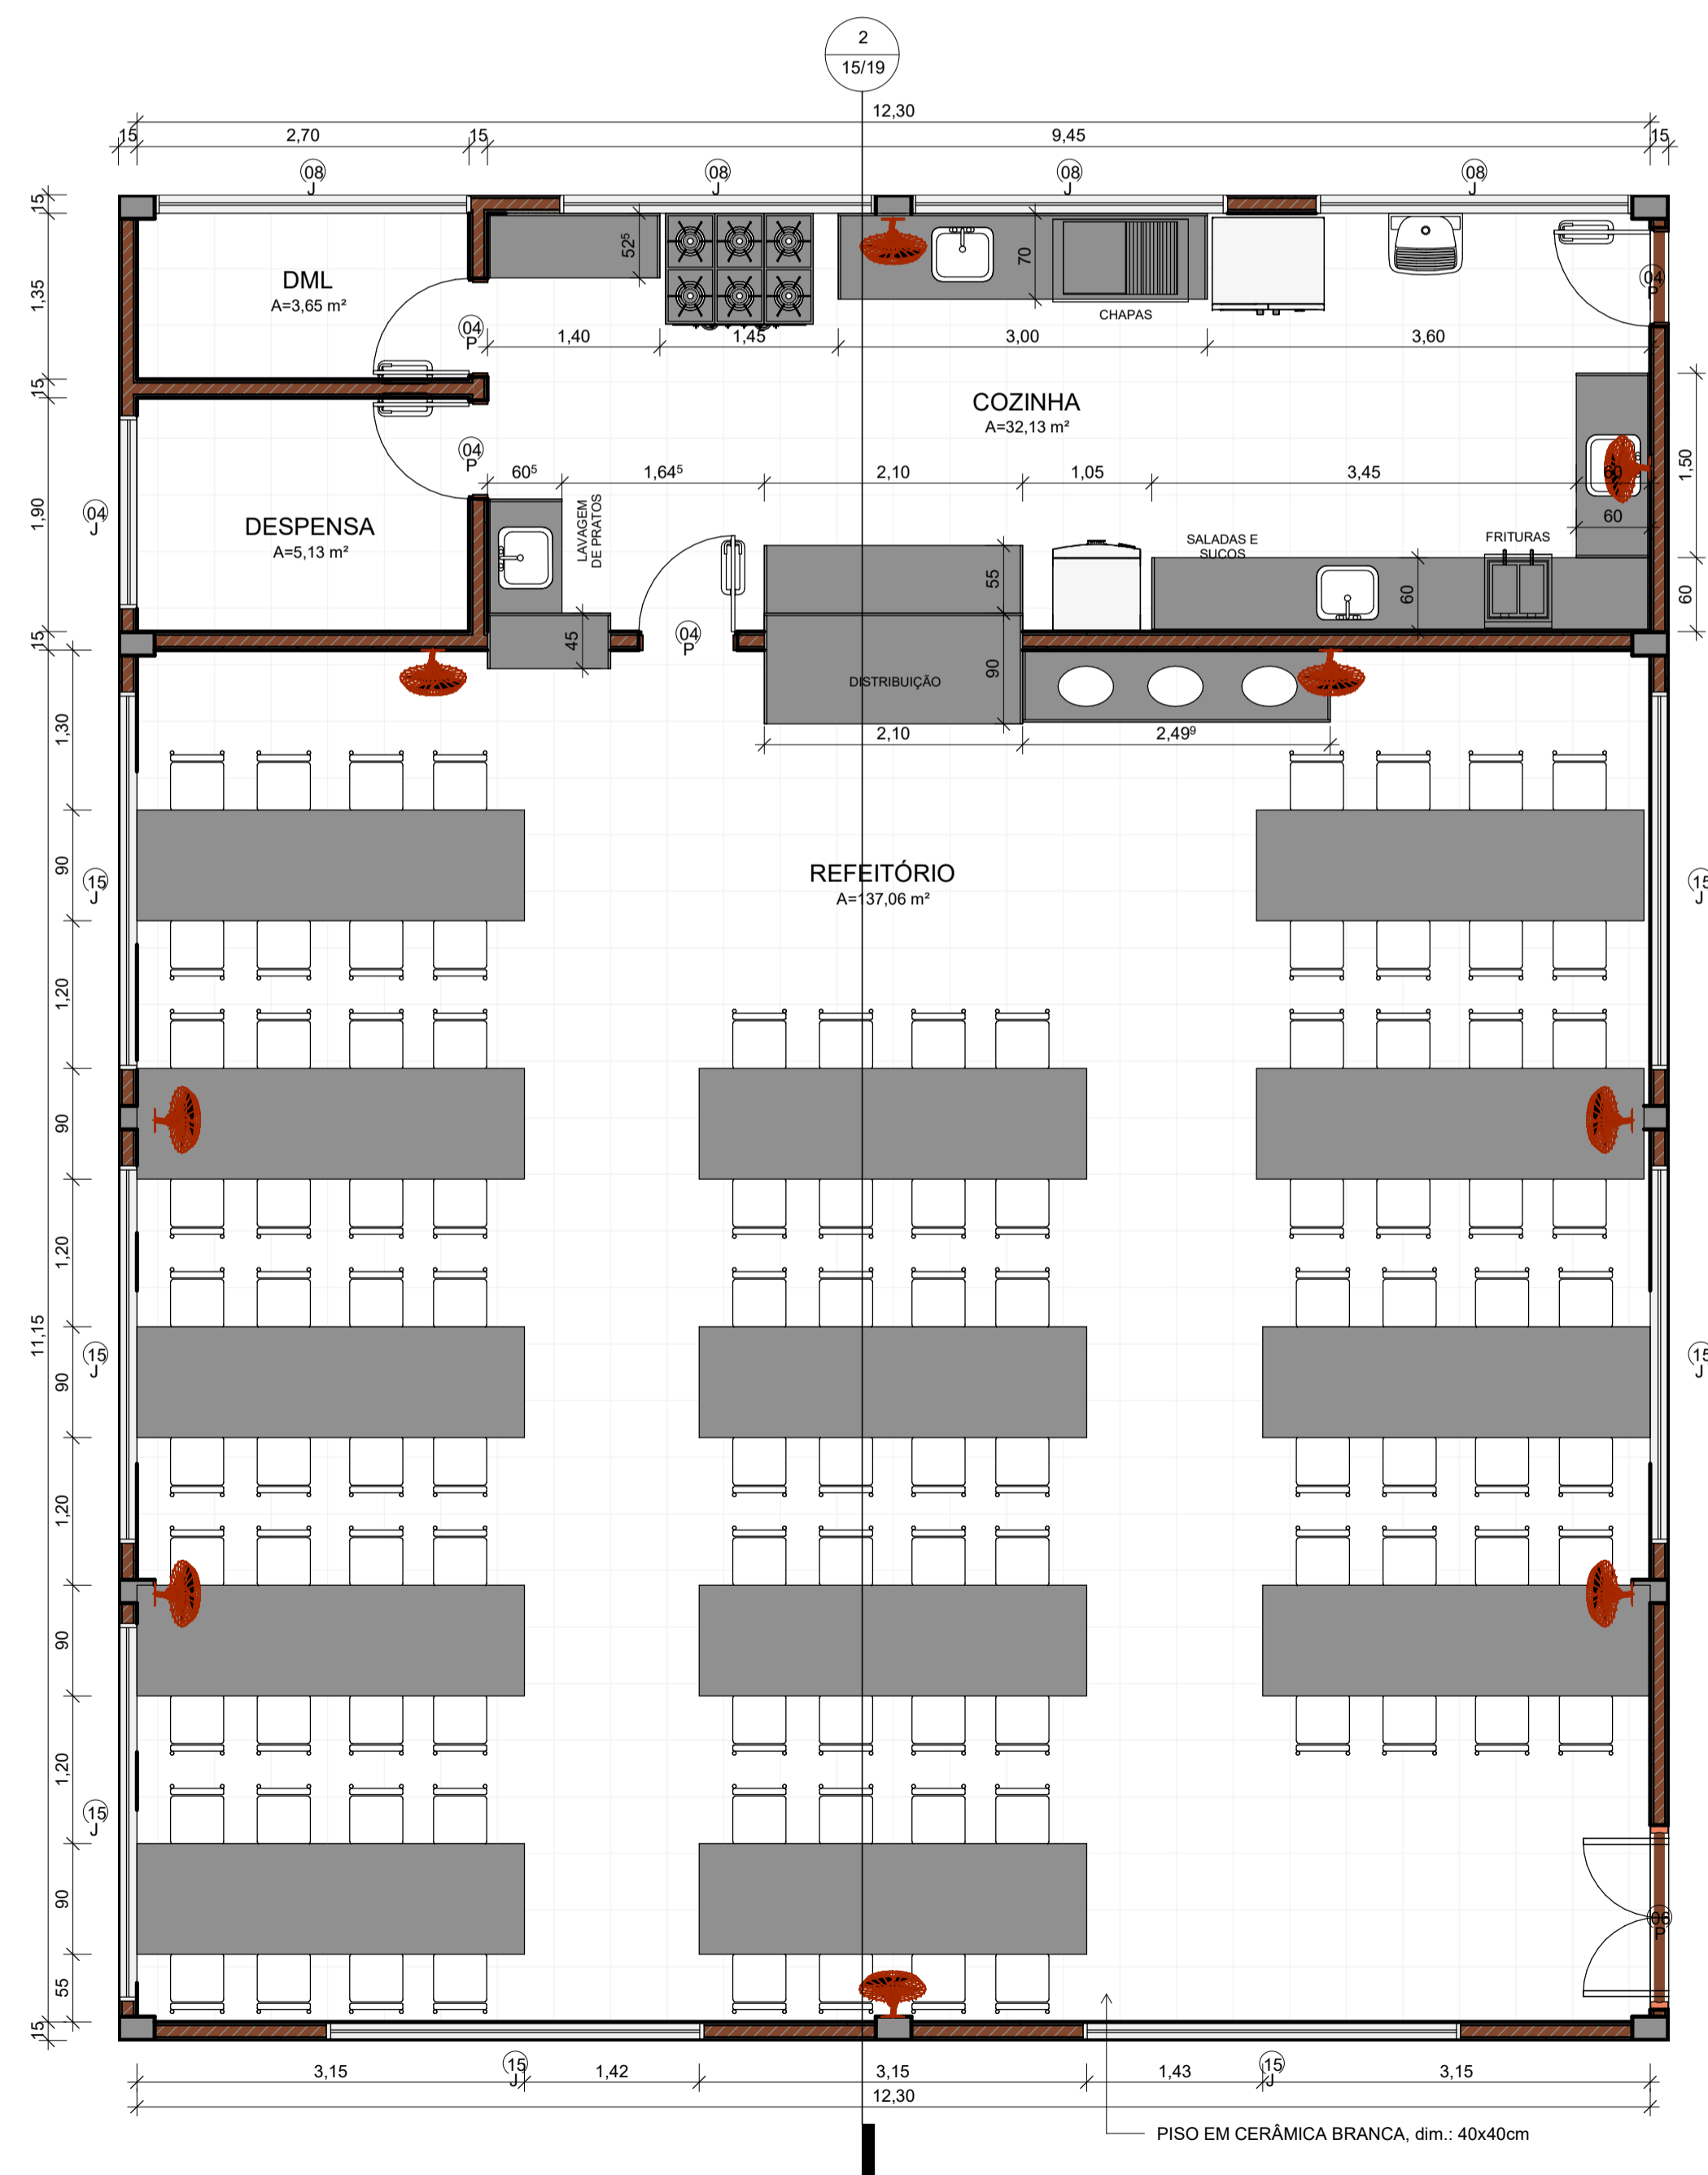 2
15/19
12,30
15
2,70
15
9,45
15
08
J
08
J
08
J
08
J
15
1,35
15
1,90
15
DML
A=3,65 m²
52⁵
70
CHAPAS
04
P
04
P
1,40
1,45
3,00
3,60
COZINHA
A=32,13 m²
04
P
60⁵
1,64⁵
2,10
1,05
3,45
60
1,50
60
04
J
DESPENSA
A=5,13 m²
LAVAGEM
DE PRATOS
SALADAS E
SUCOS
FRITURAS
55
60
60
45
04
P
DISTRIBUIÇÃO
90
2,10
2,49⁹
1,30
90
1,20
90
1,20
90
1,20
90
1,20
90
55
15
11,15
15
J
REFEITÓRIO
A=137,06 m²
15
J
15
J
15
J
15
J
06
P
3,15
15
J
1,42
3,15
1,43
15
J
3,15
12,30
PISO EM CERÂMICA BRANCA, dim.: 40x40cm